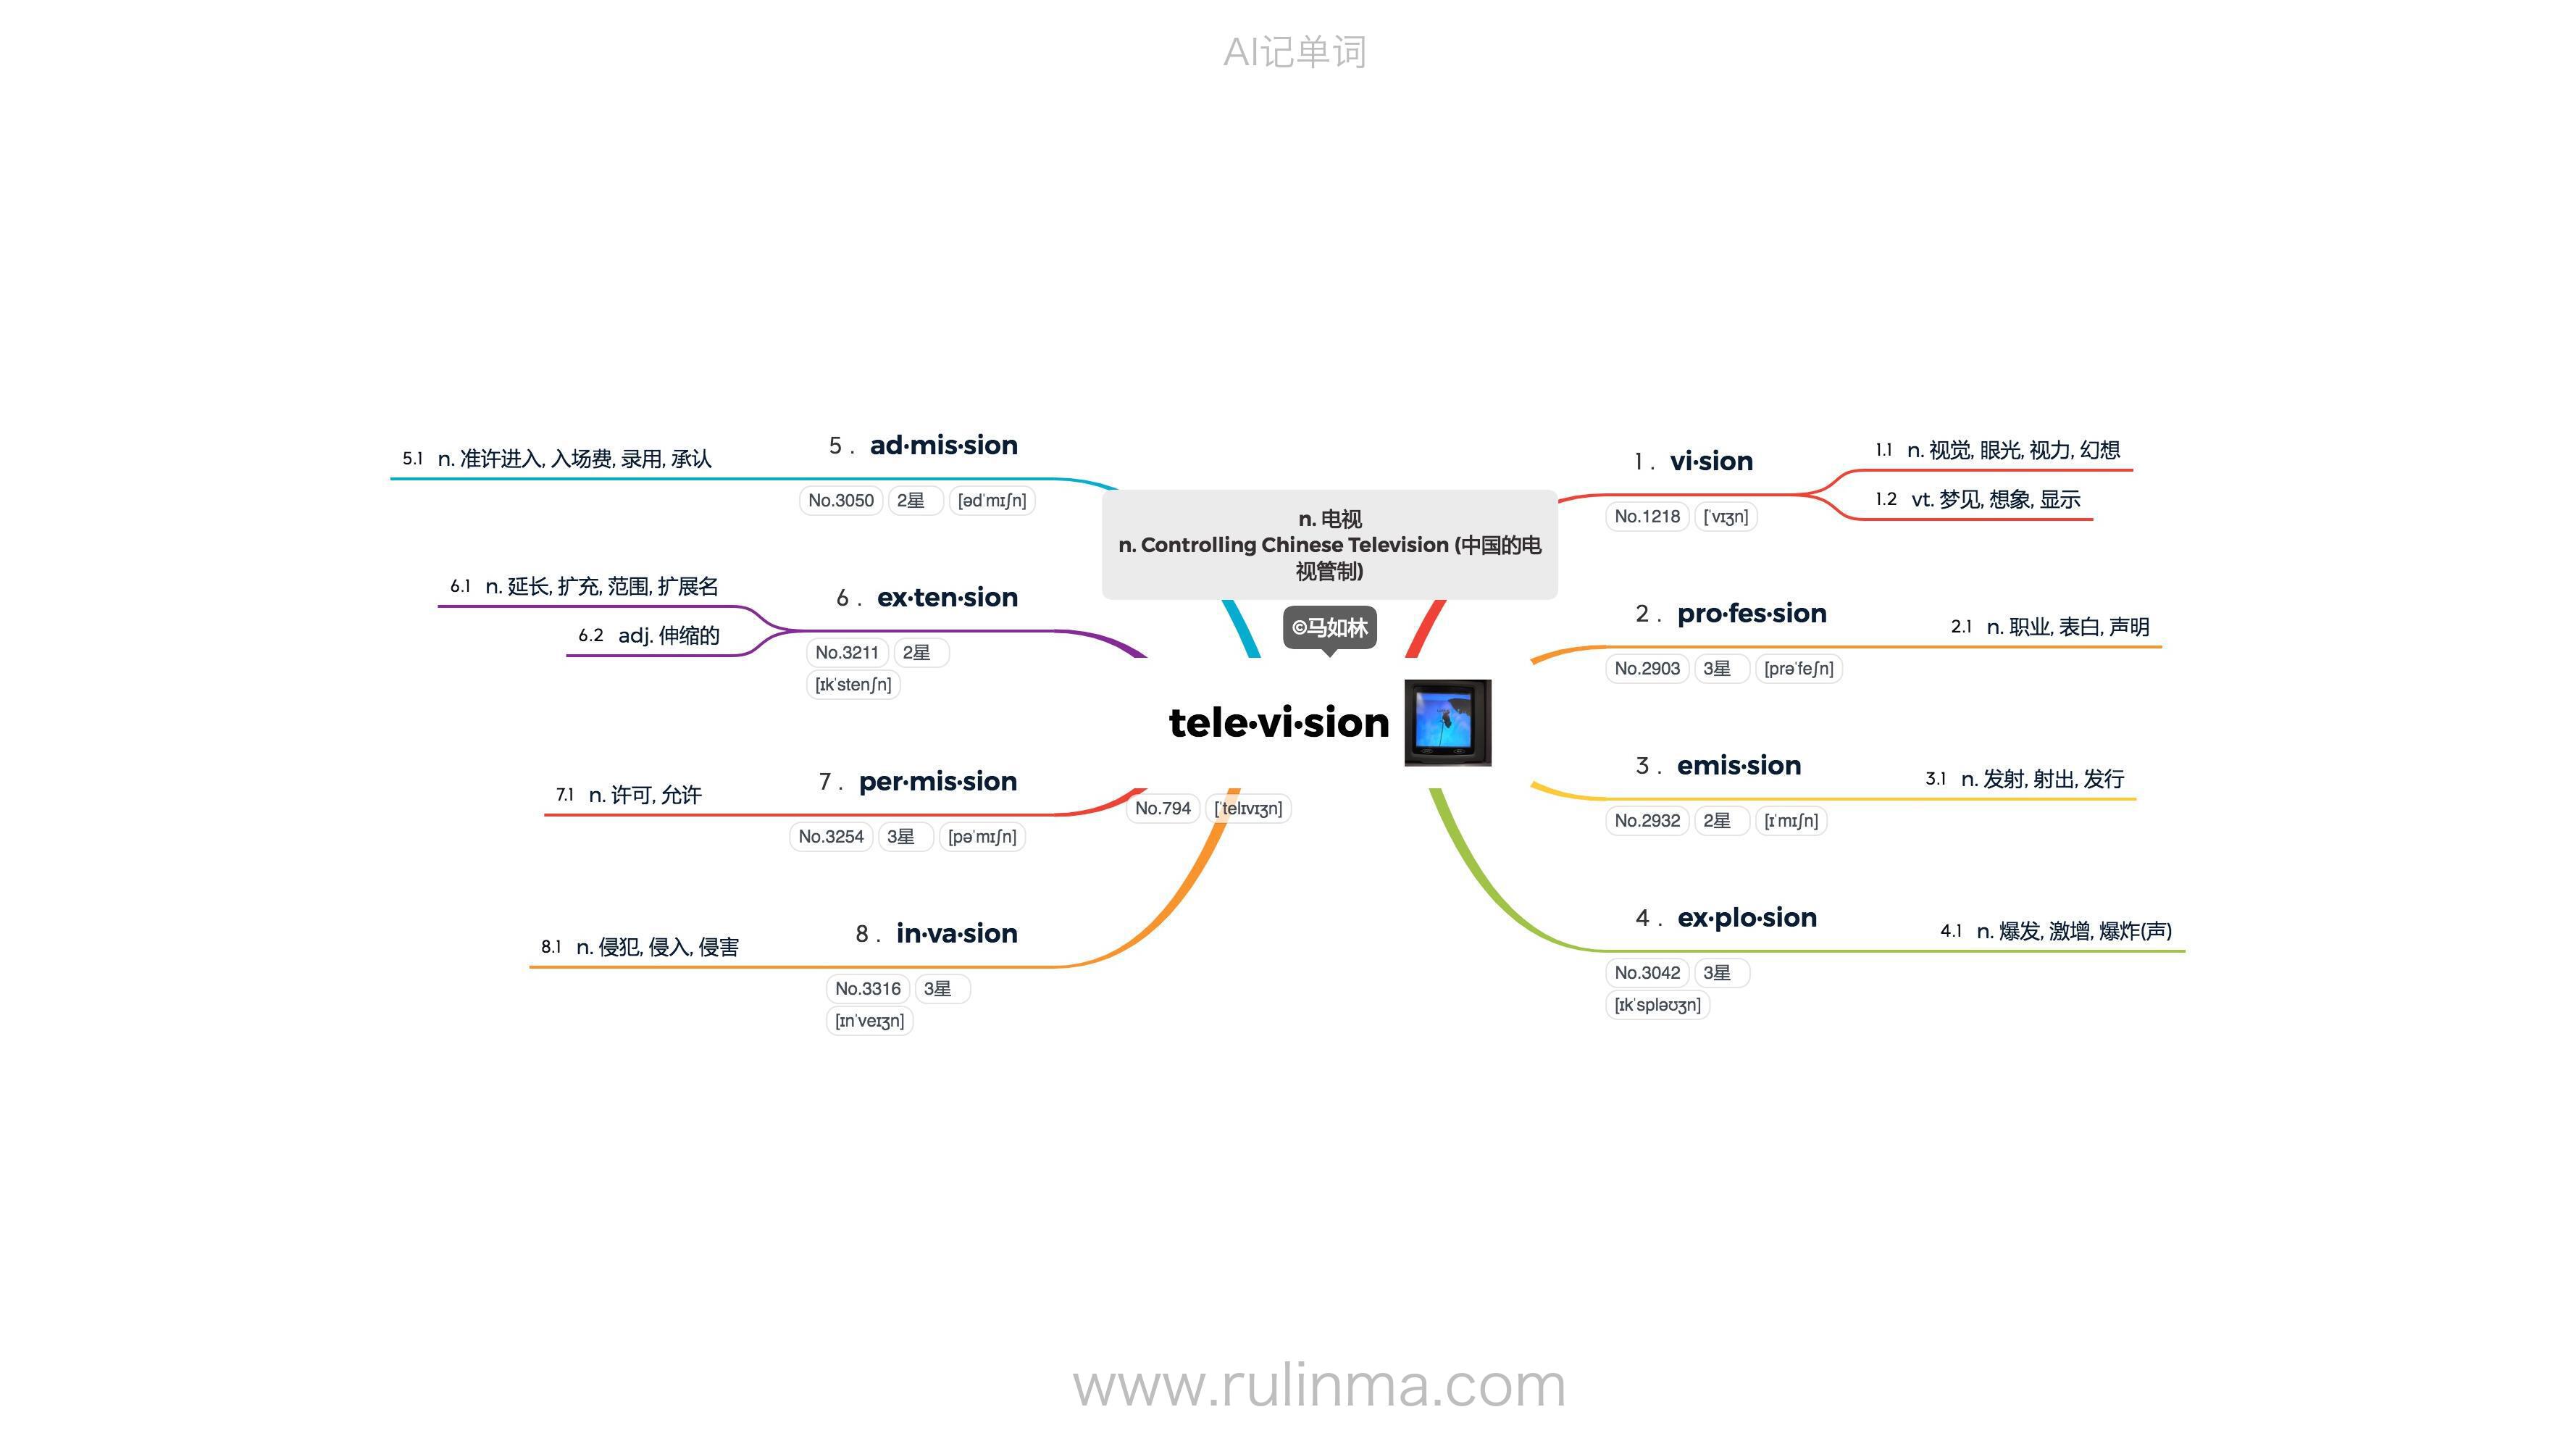 AI记单词
n. 电视
n. Controlling Chinese Television (中国的电
视管制)
©马如林
tele·vi·sion
No.794 [ˈtelɪvɪʒn]
1. vi·sion
No.1218 [ˈvɪʒn]
1.1 n. 视觉, 眼光, 视力, 幻想
1.2 vt. 梦见, 想象, 显示
2. pro·fes·sion
No.2903 3星 [prəˈfeʃn]
2.1 n. 职业, 表白, 声明
3. emis·sion
No.2932 2星 [ɪˈmɪʃn]
3.1 n. 发射, 射出, 发行
4. ex·plo·sion
No.3042 3星
[ɪkˈspləʊʒn]
4.1 n. 爆发, 激增, 爆炸(声)
5. ad·mis·sion
No.3050 2星 [ədˈmɪʃn]
5.1 n. 准许进入, 入场费, 录用, 承认
6. ex·ten·sion
No.3211 2星
[ɪkˈstenʃn]
6.1 n. 延长, 扩充, 范围, 扩展名
6.2 adj. 伸缩的
7. per·mis·sion
No.3254 3星 [pəˈmɪʃn]
7.1 n. 许可, 允许
8. in·va·sion
No.3316 3星
[ɪnˈveɪʒn]
8.1 n. 侵犯, 侵入, 侵害
www.rulinma.com